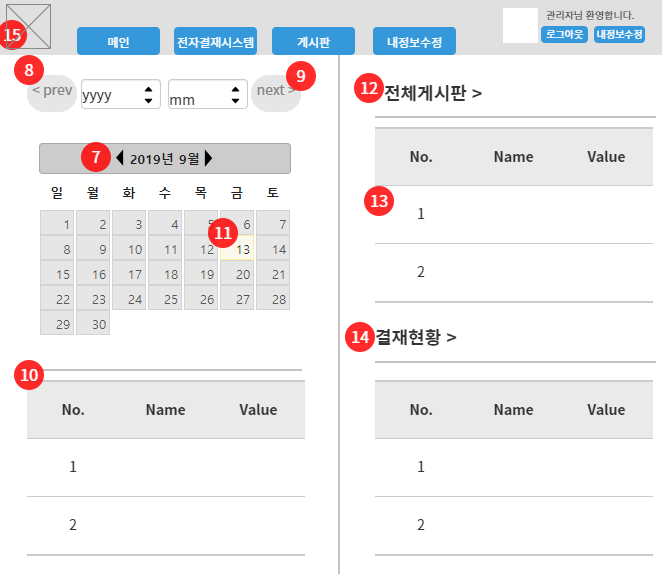 15
메인
전자결재시스템
게시판
내정보수정
관리자님 환영합니다.
로그아웃
내정보수정
8
< prev
yyyy
mm
next >
9
7
2019년 9월
일 월 화 수 목 금 토
1 2 3 4 5 6 7
11
8 9 10 11 12 13 14
15 16 17 18 19 20 21
22 23 24 25 26 27 28
29 30
10
No. Name Value
1
2
12
전체게시판 >
No. Name Value
13
1
2
14
결재현황 >
No. Name Value
1
2